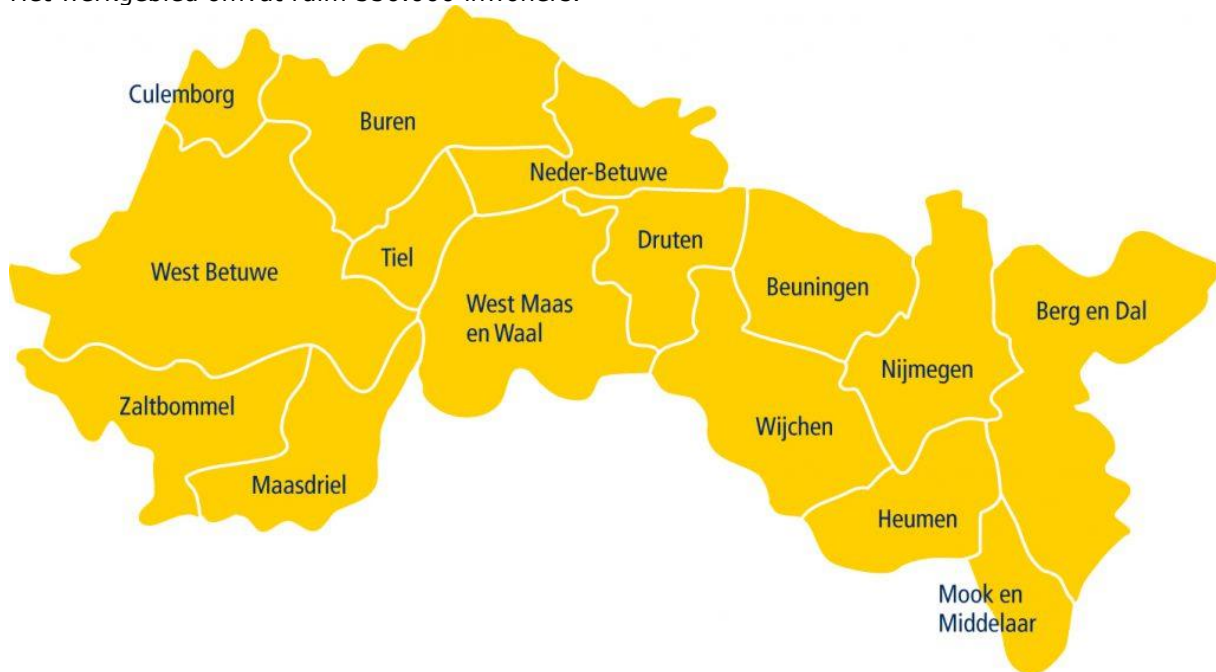 Culemborg
Buren
Neder-Betuwe
Tiel
Druten
West Betuwe
West Maas
en Waal
Beuningen
Berg en Dal
Nijmegen
Zaltbommel
Wijchen
Maasdriel
Heumen
Mook en
Middelaar